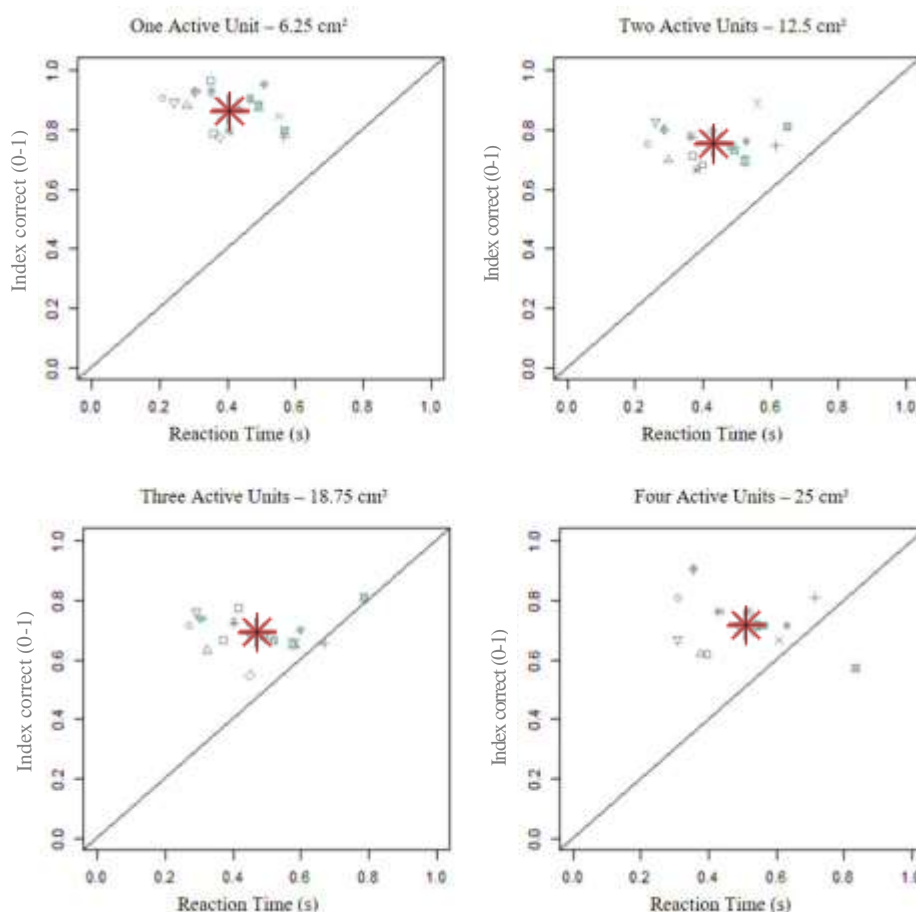 One Active Unit – 6.25 cm²
Two Active Units – 12.5 cm²
Index correct (0-1)
1.0
0.8
0.6
0.4
0.2
0.0
0.0 0.2 0.4 0.6 0.8 1.0
Reaction Time (s)
Index correct (0-1)
1.0
0.8
0.6
0.4
0.2
0.0
0.0 0.2 0.4 0.6 0.8 1.0
Reaction Time (s)
Three Active Units – 18.75 cm²
Four Active Units – 25 cm²
Index correct (0-1)
1.0
0.8
0.6
0.4
0.2
0.0
0.0 0.2 0.4 0.6 0.8 1.0
Reaction Time (s)
Index correct (0-1)
1.0
0.8
0.6
0.4
0.2
0.0
0.0 0.2 0.4 0.6 0.8 1.0
Reaction Time (s)